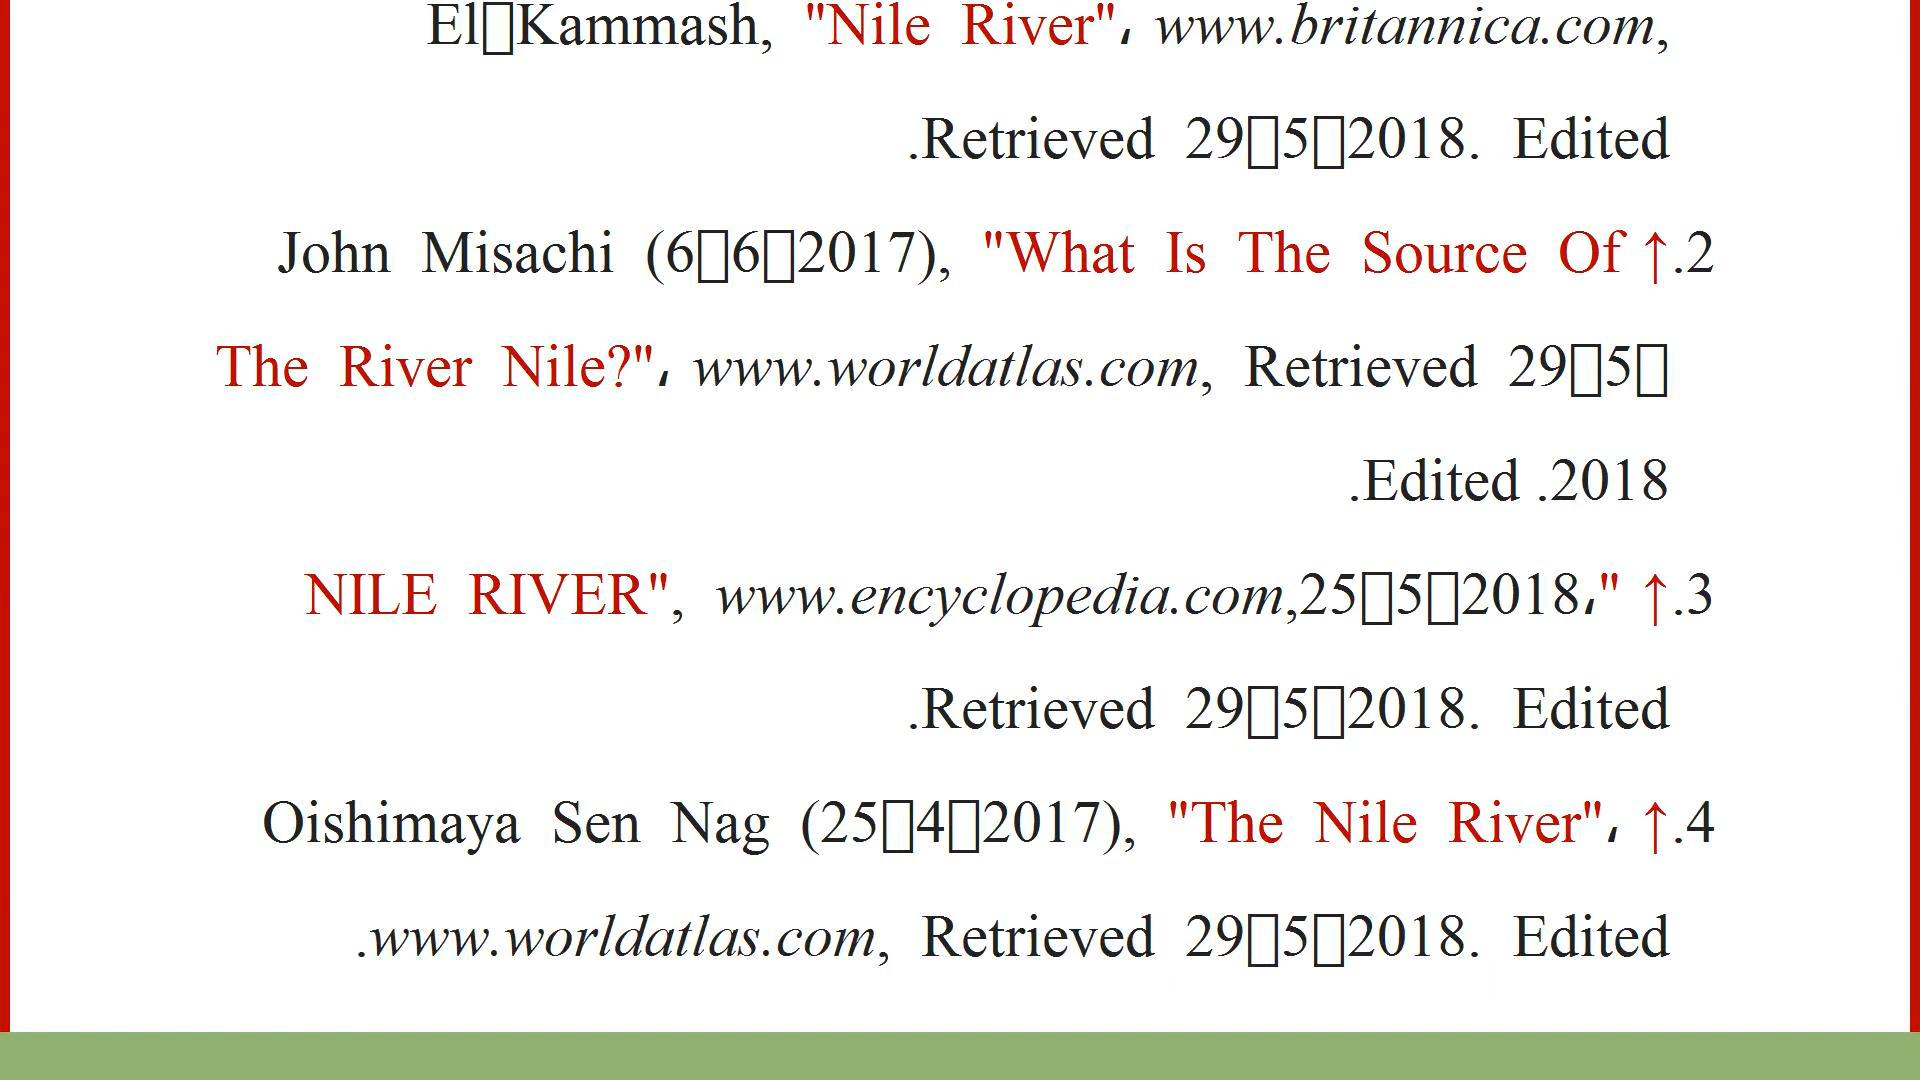 El▯Kammash, "Nile River"، www.britannica.com,
Retrieved 29▯5▯2018. Edited.
2.↑ John Misachi (6▯6▯2017), "What Is The Source Of
The River Nile?"، www.worldatlas.com, Retrieved 29▯5▯
2018. Edited.
3.↑ "،NILE RIVER", www.encyclopedia.com,25▯5▯2018
Retrieved 29▯5▯2018. Edited.
4.↑ Oishimaya Sen Nag (25▯4▯2017), "The Nile River"،
www.worldatlas.com, Retrieved 29▯5▯2018. Edited.